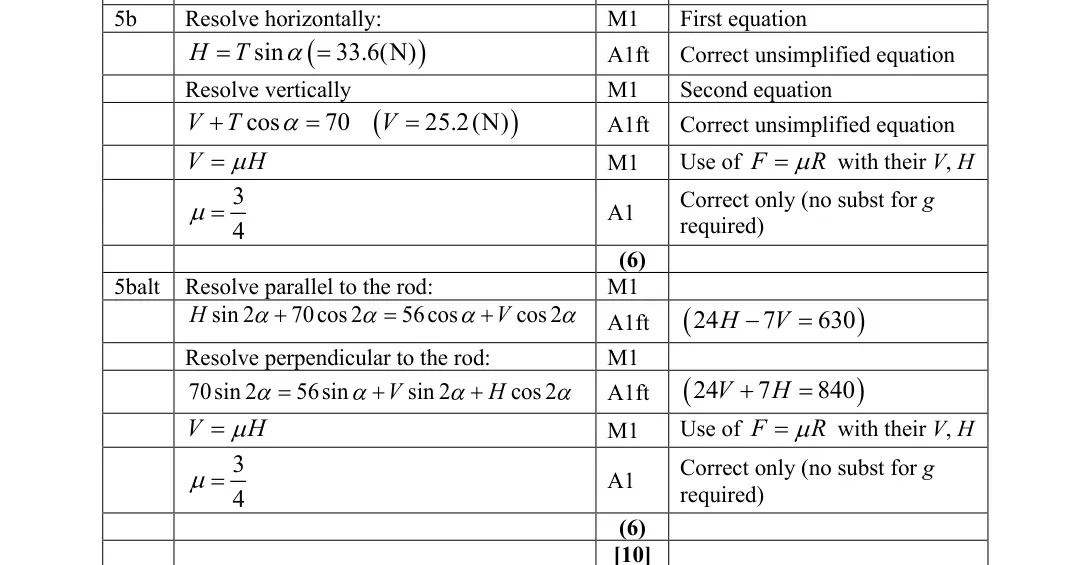 5b Resolve horizontally: M1 First equation
H = T sin α (= 33.6(N)) A1ft Correct unsimplified equation
Resolve vertically M1 Second equation
V + T cos α = 70 (V = 25.2(N)) A1ft Correct unsimplified equation
V = μH M1 Use of F = μR with their V, H
μ = 3/4 A1 Correct only (no subst for g
required)
(6)
5balt Resolve parallel to the rod: M1
H sin 2α + 70 cos 2α = 56 cos α + V cos 2α A1ft (24H − 7V = 630)
Resolve perpendicular to the rod: M1
70 sin 2α = 56 sin α + V sin 2α + H cos 2α A1ft (24V + 7H = 840)
V = μH M1 Use of F = μR with their V, H
μ = 3/4 A1 Correct only (no subst for g
required)
(6)
[10]